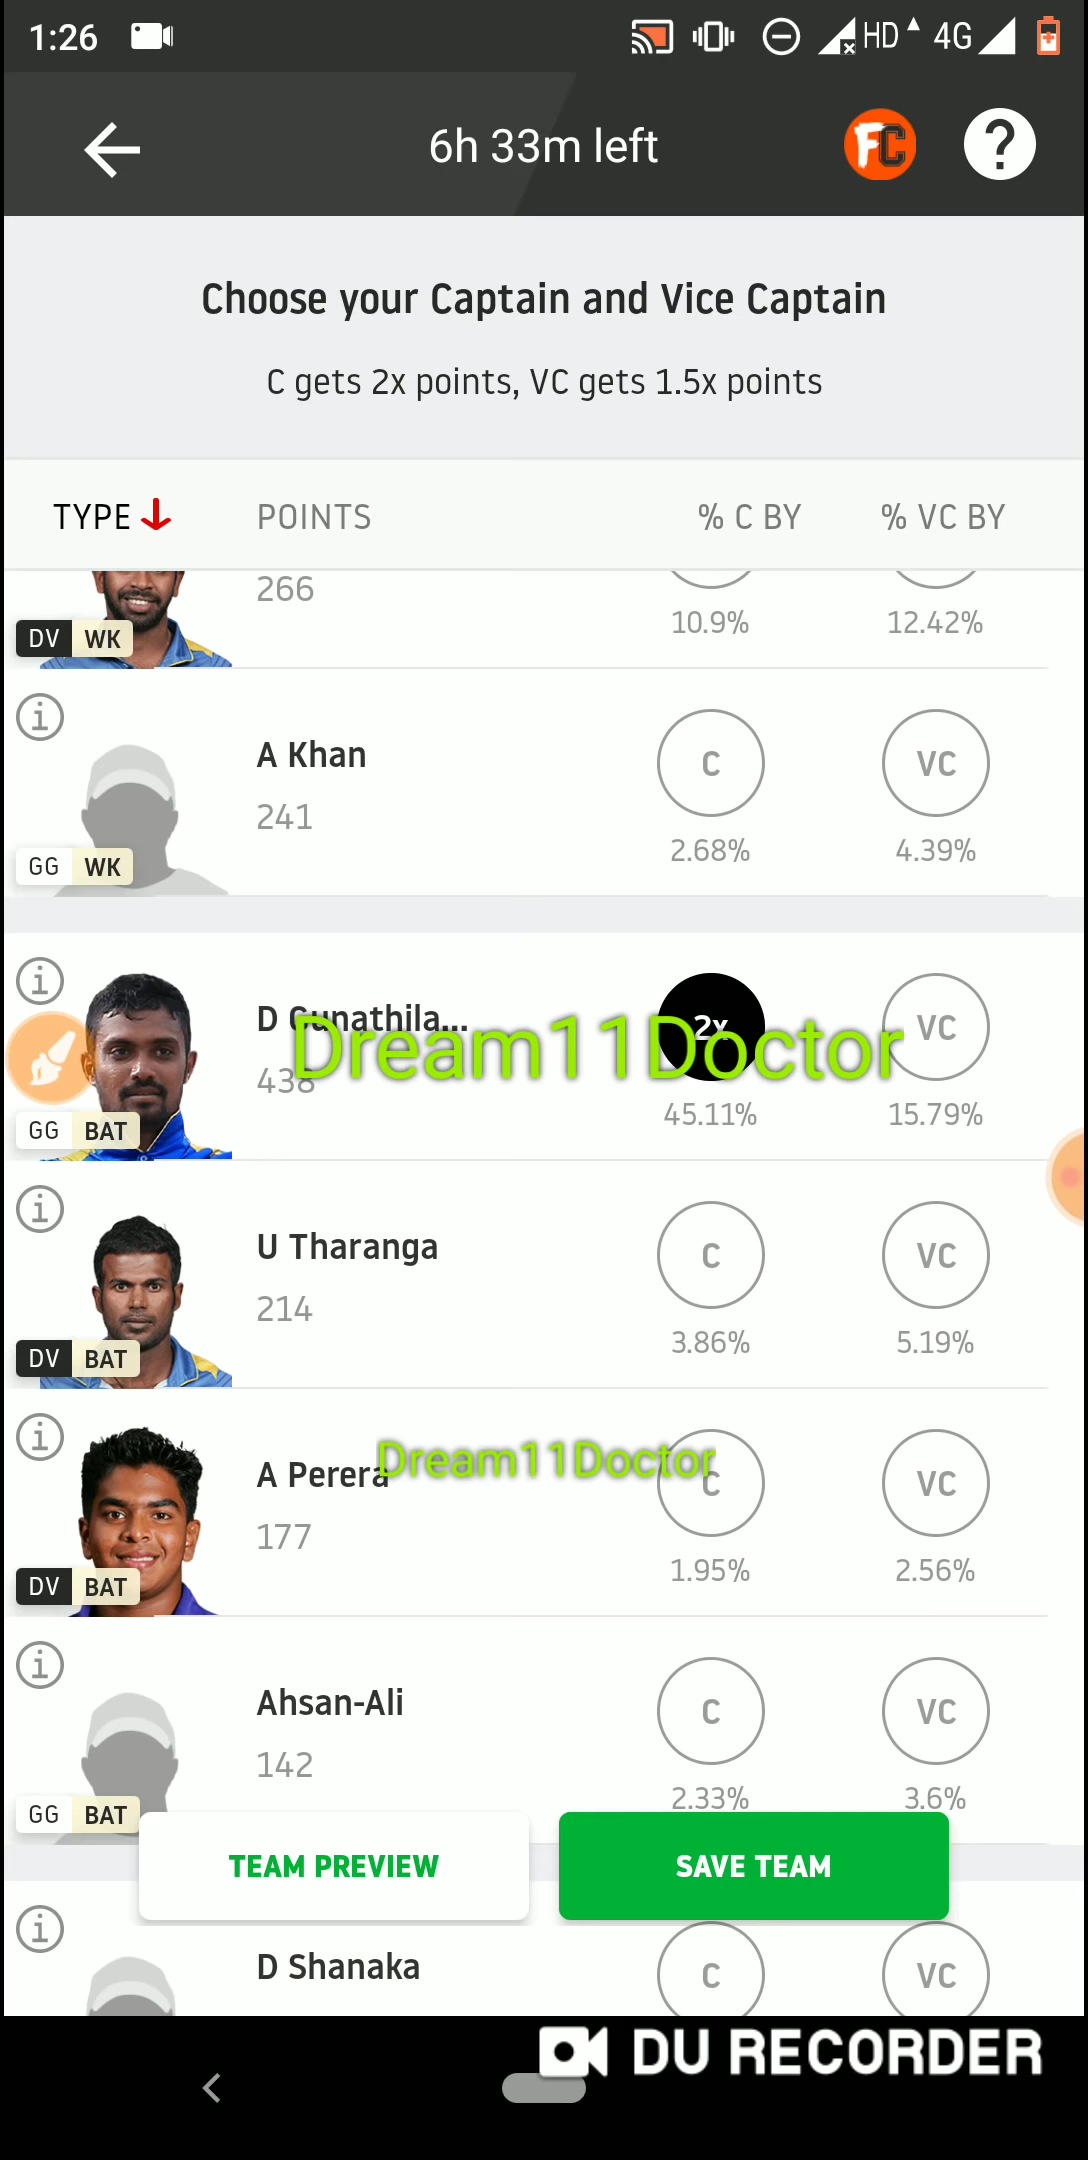 1:26
HD 4G
6h 33m left
FC
?
Choose your Captain and Vice Captain
C gets 2x points, VC gets 1.5x points
TYPE POINTS % C BY % VC BY
266
10.9% 12.42%
DV WK
i
A Khan C VC
241
2.68% 4.39%
GG WK
i
D Gunathila... 2x VC
Dream11Doctor
438
45.11% 15.79%
GG BAT
i
U Tharanga C VC
214
3.86% 5.19%
DV BAT
i
A Perera C VC
Dream11Doctor
177
1.95% 2.56%
DV BAT
i
Ahsan-Ali C VC
142
2.33% 3.6%
GG BAT
TEAM PREVIEW SAVE TEAM
i
D Shanaka C VC
DU RECORDER